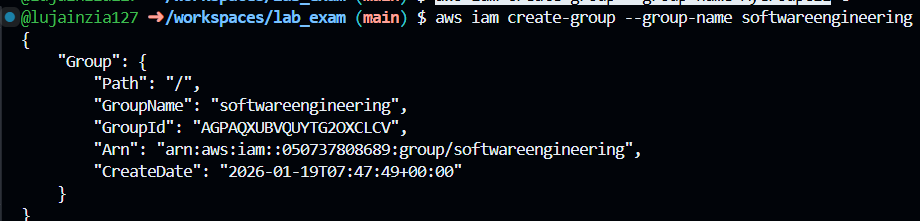 @lujainzia127 ➜/workspaces/lab_exam (main) $ aws iam create-group --group-name softwareengineering
{
    "Group": {
        "Path": "/",
        "GroupName": "softwareengineering",
        "GroupId": "AGPAQXUBVQUYTG2OXCLCV",
        "Arn": "arn:aws:iam::050737808689:group/softwareengineering",
        "CreateDate": "2026-01-19T07:47:49+00:00"
    }
}